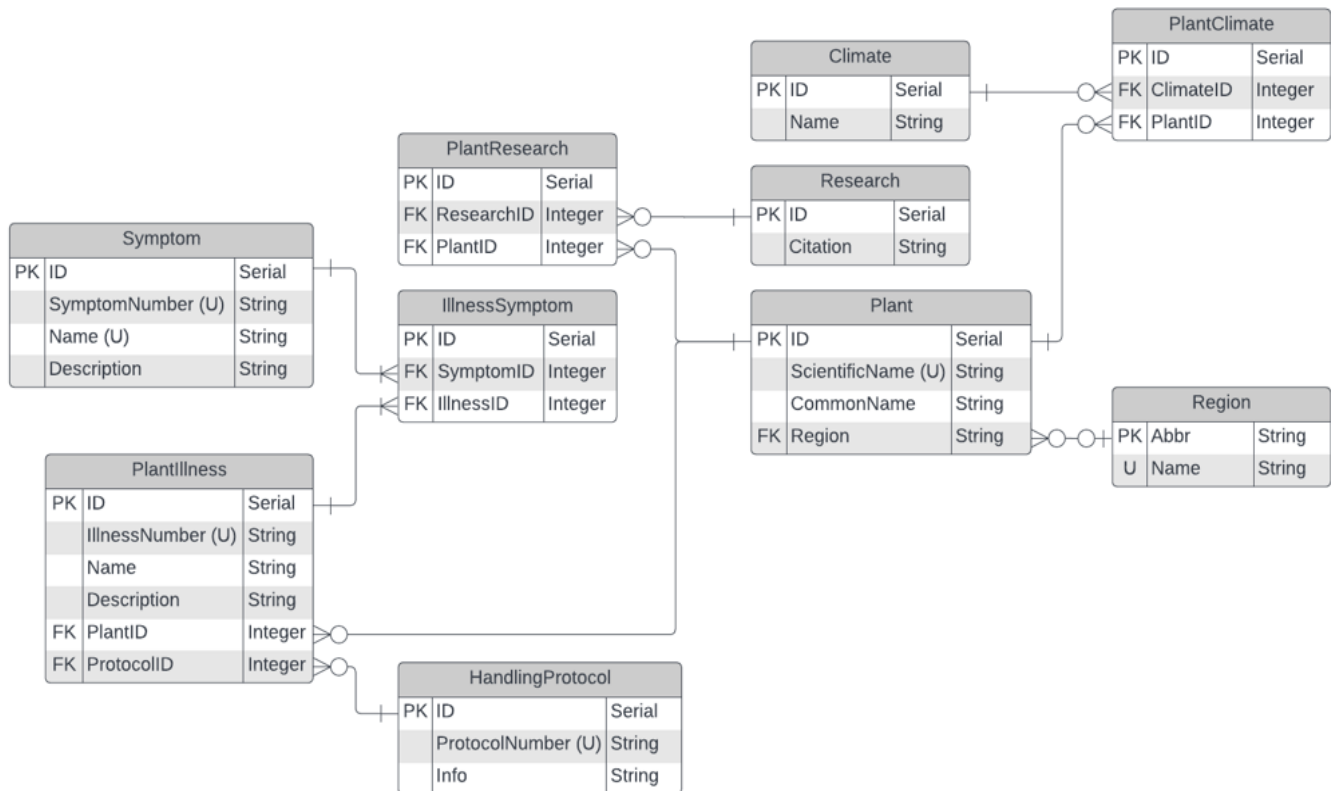 PlantClimate
PK ID Serial
FK ClimateID Integer
FK PlantID Integer
Climate
PK ID Serial
Name String
PlantResearch
PK ID Serial
FK ResearchID Integer
FK PlantID Integer
Research
PK ID Serial
Citation String
Symptom
PK ID Serial
SymptomNumber (U) String
Name (U) String
Description String
IllnessSymptom
PK ID Serial
FK SymptomID Integer
FK IllnessID Integer
Plant
PK ID Serial
ScientificName (U) String
CommonName String
FK Region String
Region
PK Abbr String
U Name String
PlantIllness
PK ID Serial
IllnessNumber (U) String
Name String
Description String
FK PlantID Integer
FK ProtocolID Integer
HandlingProtocol
PK ID Serial
ProtocolNumber (U) String
Info String